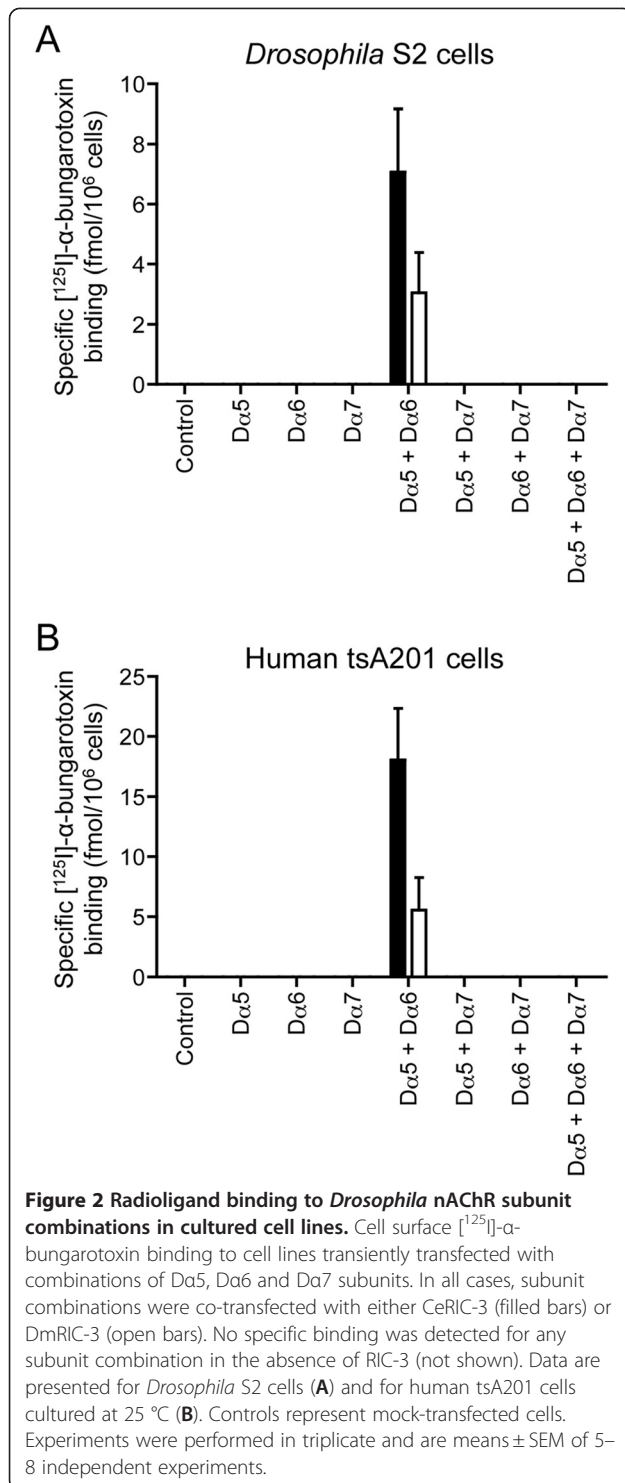 A
Drosophila S2 cells
Specific [¹²⁵I]-α-bungarotoxin
binding (fmol/10⁶ cells)
10
8
6
4
2
0
Control
Dα5
Dα6
Dα7
Dα5 + Dα6
Dα5 + Dα7
Dα6 + Dα7
Dα5 + Dα6 + Dα7
B
Human tsA201 cells
Specific [¹²⁵I]-α-bungarotoxin
binding (fmol/10⁶ cells)
25
20
15
10
5
0
Control
Dα5
Dα6
Dα7
Dα5 + Dα6
Dα5 + Dα7
Dα6 + Dα7
Dα5 + Dα6 + Dα7
Figure 2 Radioligand binding to Drosophila nAChR subunit
combinations in cultured cell lines. Cell surface [¹²⁵I]-α-
bungarotoxin binding to cell lines transiently transfected with
combinations of Dα5, Dα6 and Dα7 subunits. In all cases, subunit
combinations were co-transfected with either CeRIC-3 (filled bars) or
DmRIC-3 (open bars). No specific binding was detected for any
subunit combination in the absence of RIC-3 (not shown). Data are
presented for Drosophila S2 cells (A) and for human tsA201 cells
cultured at 25 °C (B). Controls represent mock-transfected cells.
Experiments were performed in triplicate and are means ± SEM of 5–
8 independent experiments.